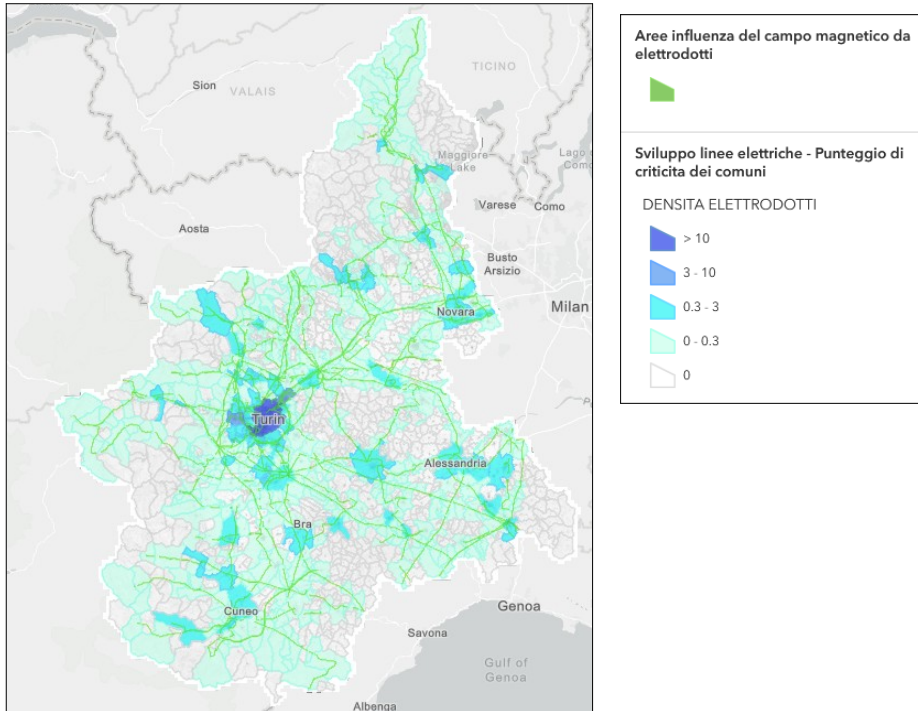 Sion
VALAIS
TICINO
Maggiore
Lake
Lago
Como
Varese
Como
Aosta
Busto
Arsizio
Milan
Novara
Turin
Alessandria
Bra
Cuneo
Genoa
Savona
Gulf of
Genoa
Albenga
Aree influenza del campo magnetico da
elettrodotti
Sviluppo linee elettriche - Punteggio di
criticita dei comuni
DENSITA ELETTRODOTTI
> 10
3 - 10
0.3 - 3
0 - 0.3
0